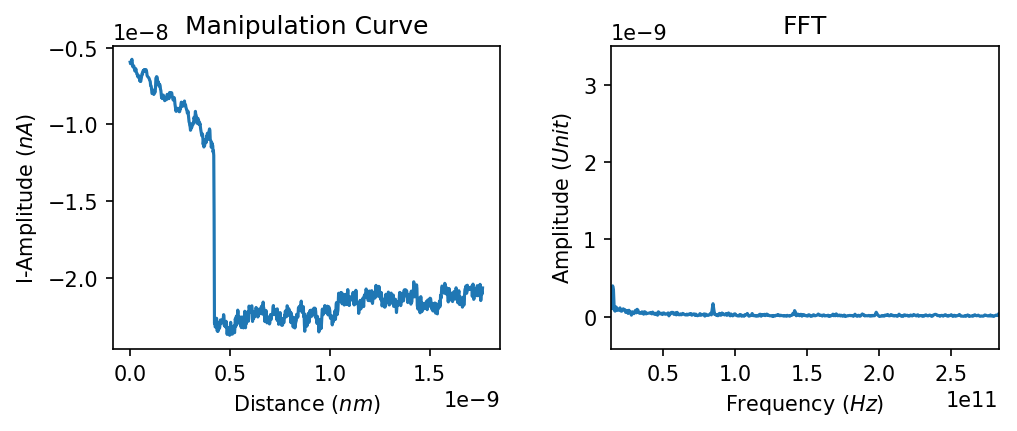 Manipulation Curve
1e−8
−0.5
−1.0
−1.5
−2.0
I-Amplitude (nA)
0.0 0.5 1.0 1.5
1e−9
Distance (nm)
FFT
1e−9
3
2
1
0
Amplitude (Unit)
0.5 1.0 1.5 2.0 2.5
1e11
Frequency (Hz)